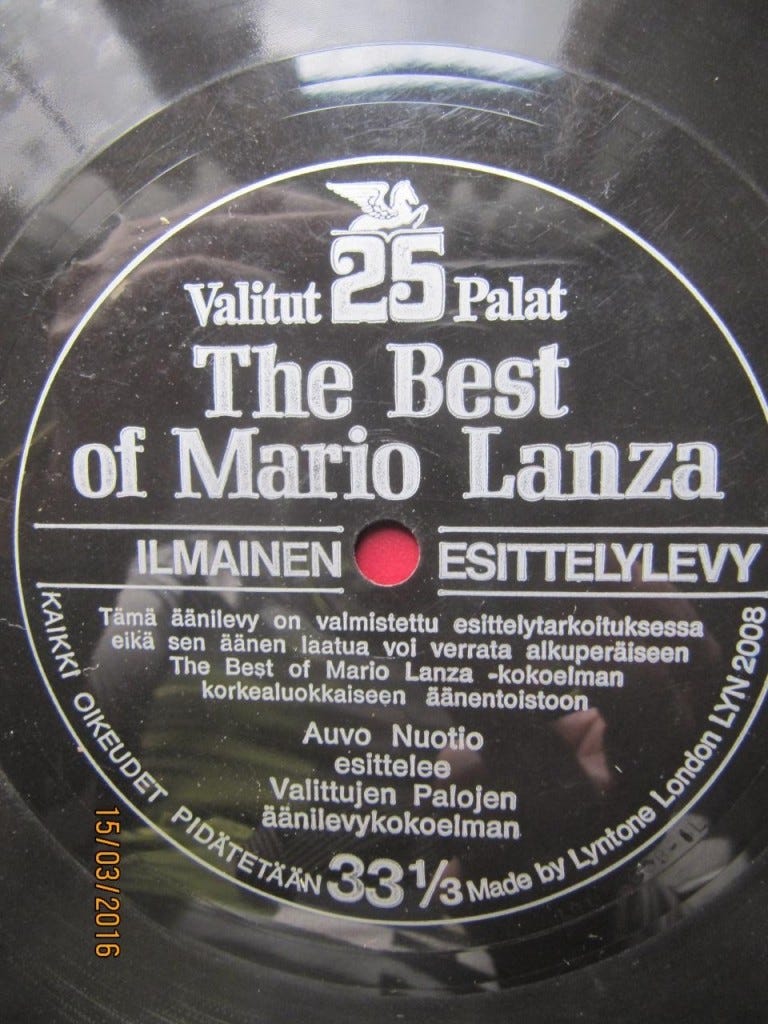 Valitut 25 Palat
The Best
of Mario Lanza
ILMAINEN ESITTELYLEVY
Tämä äänilevy on valmistettu esittelytarkoituksessa
eikä sen äänen laatua voi verrata alkuperäiseen
The Best of Mario Lanza -kokoelman
korkealuokkaiseen äänentoistoon
Auvo Nuotio
esittelee
Valittujen Palojen
äänilevykokoelman
KAIKKI OIKEUDET PIDÄTETÄÄN 33 1/3 Made by Lyntone London LYN 2008
15/03/2016